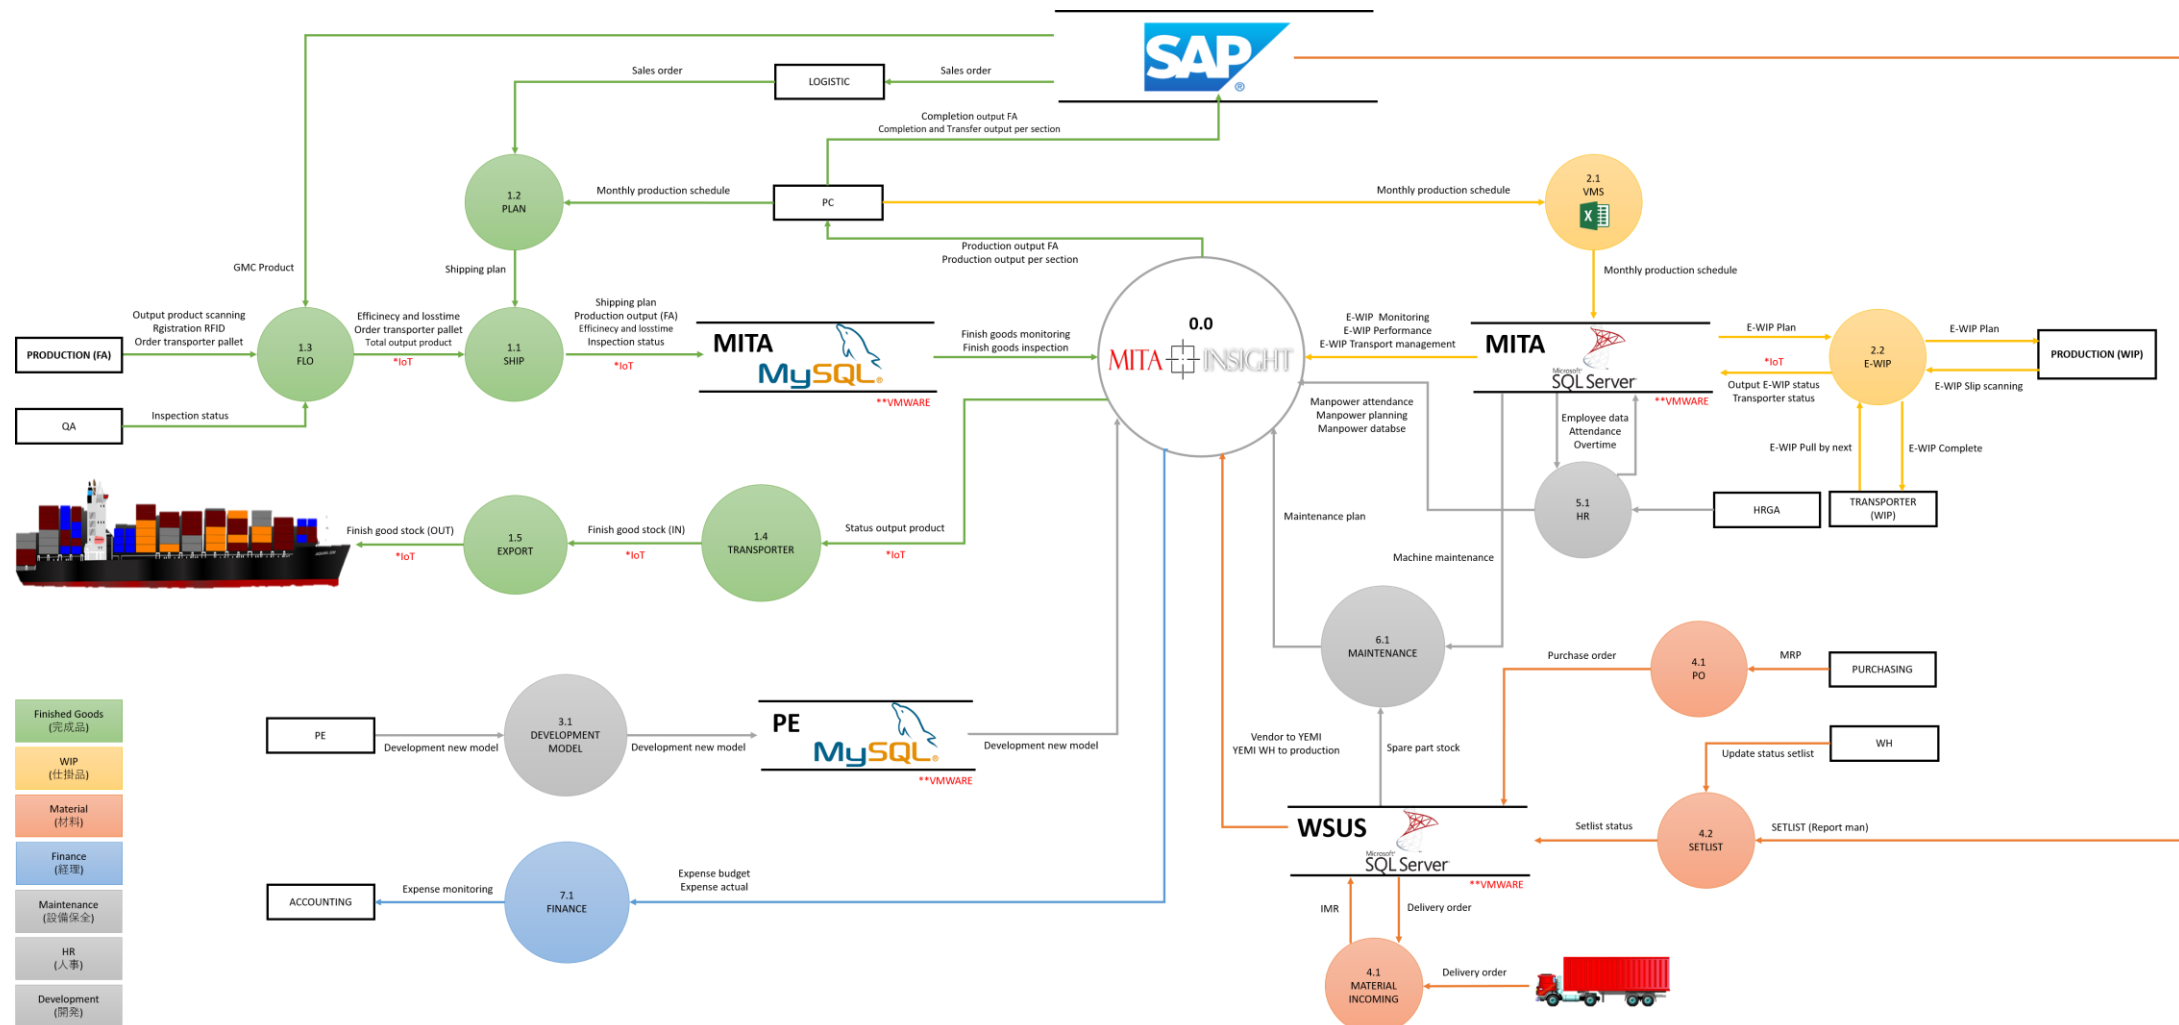 SAP
®
Sales order
LOGISTIC
Sales order
Completion output FA
Completion and Transfer output per section
1.2
PLAN
Monthly production schedule
PC
Monthly production schedule
2.1
VMS
X
Production output FA
Production output per section
GMC Product
Shipping plan
Monthly production schedule
PRODUCTION (FA)
Output product scanning
Rgistration RFID
Order transporter pallet
1.3
FLO
Efficinecy and losstime
Order transporter pallet
Total output product
*IoT
1.1
SHIP
Shipping plan
Production output (FA)
Efficinecy and losstime
Inspection status
*IoT
MITA
MySQL®
**VMWARE
Finish goods monitoring
Finish goods inspection
0.0
MITA INSIGHT
E-WIP Monitoring
E-WIP Performance
E-WIP Transport management
MITA
Microsoft®
SQL Server
**VMWARE
E-WIP Plan
*IoT
Output E-WIP status
Transporter status
2.2
E-WIP
E-WIP Plan
E-WIP Slip scanning
PRODUCTION (WIP)
QA
Inspection status
Manpower attendance
Manpower planning
Manpower databse
Employee data
Attendance
Overtime
E-WIP Pull by next
E-WIP Complete
5.1
HR
HRGA
TRANSPORTER
(WIP)
Finish good stock (OUT)
*IoT
1.5
EXPORT
Finish good stock (IN)
*IoT
1.4
TRANSPORTER
Status output product
*IoT
Maintenance plan
Machine maintenance
6.1
MAINTENANCE
Purchase order
4.1
PO
MRP
PURCHASING
PE
Development new model
3.1
DEVELOPMENT
MODEL
Development new model
PE
MySQL®
**VMWARE
Development new model
Vendor to YEMI
YEMI WH to production
Spare part stock
Update status setlist
WH
WSUS
Microsoft®
SQL Server
**VMWARE
Setlist status
4.2
SETLIST
SETLIST (Report man)
ACCOUNTING
Expense monitoring
7.1
FINANCE
Expense budget
Expense actual
IMR
Delivery order
4.1
MATERIAL
INCOMING
Delivery order
Finished Goods
(完成品)
WIP
(仕掛品)
Material
(材料)
Finance
(経理)
Maintenance
(設備保全)
HR
(人事)
Development
(開発)